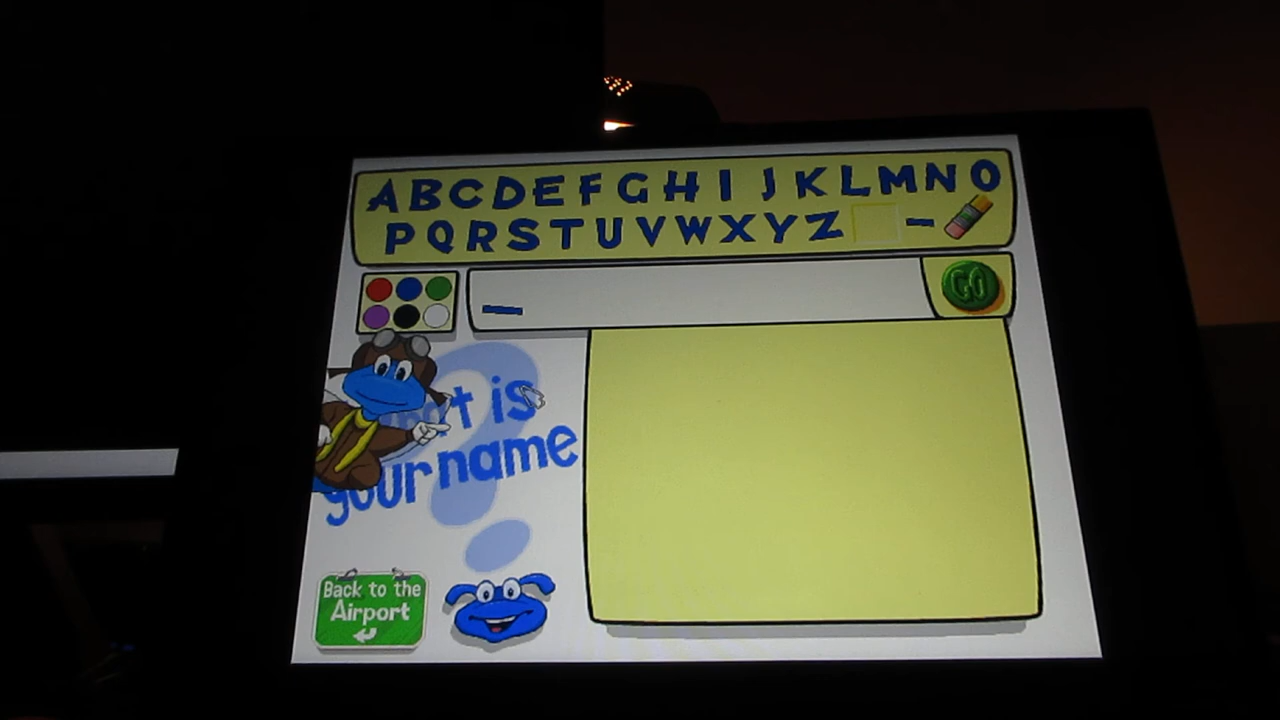 ABCDEFGHIJKLMNO
PQRSTUVWXYZ -
GO
is
your name
?
Back to the
Airport